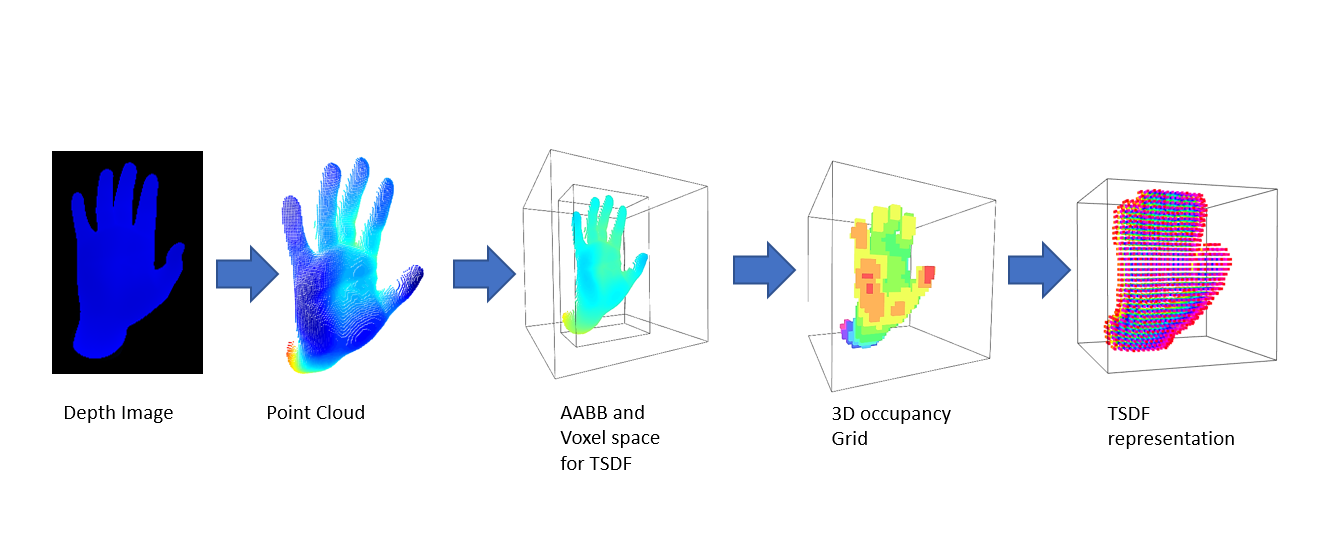 Depth Image
Point Cloud
AABB and
Voxel space
for TSDF
3D occupancy
Grid
TSDF
representation